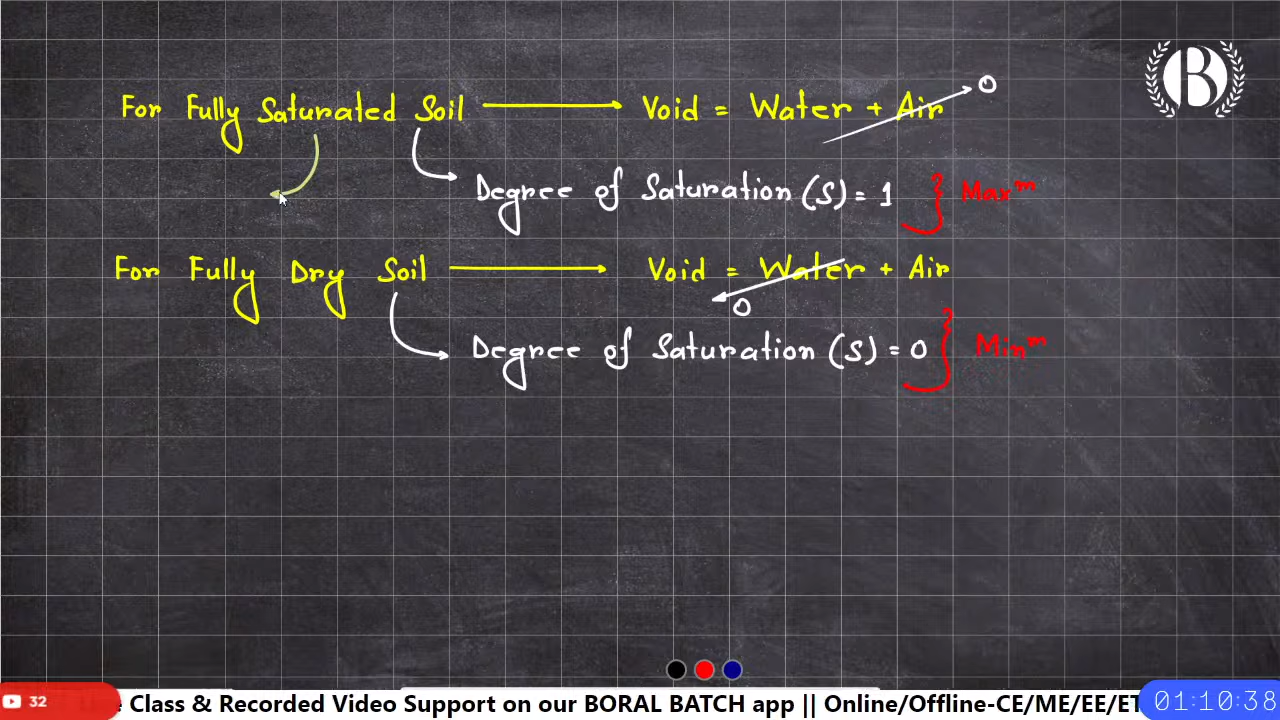 For Fully Saturated Soil → Void = Water + Air 0
Degree of Saturation (S) = 1 } Maxᵐ
For Fully Dry Soil → Void = Water + Air
0
Degree of Saturation (S) = 0 } Minᵐ
B
32
Class & Recorded Video Support on our BORAL BATCH app || Online/Offline-CE/ME/EE/ET
01:10:38